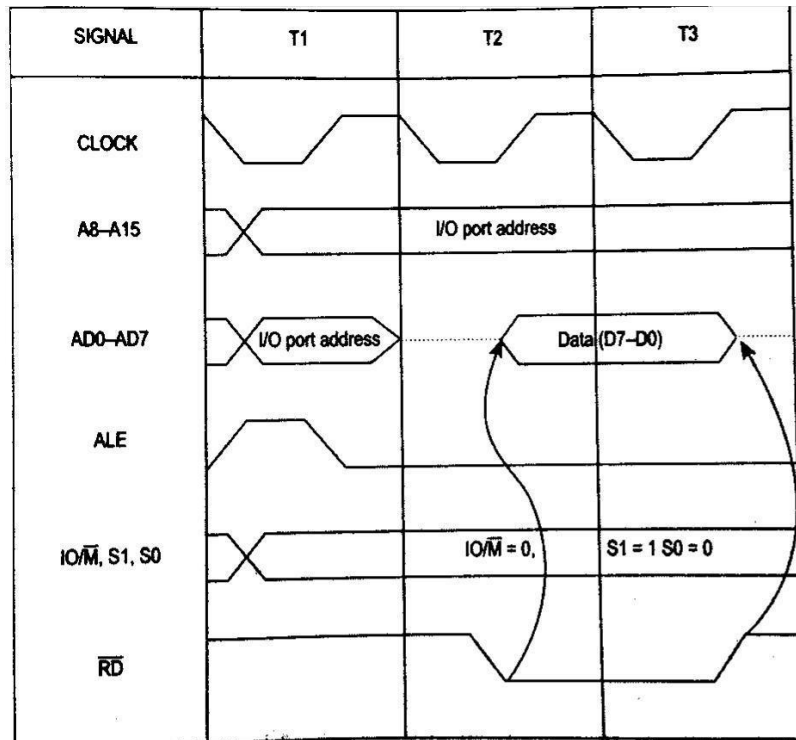 SIGNAL T1 T2 T3
CLOCK
A8–A15 I/O port address
AD0–AD7 I/O port address Data (D7–D0)
ALE
IO/M̅, S1, S0 IO/M̅ = 0, S1 = 1 S0 = 0
R̅D̅